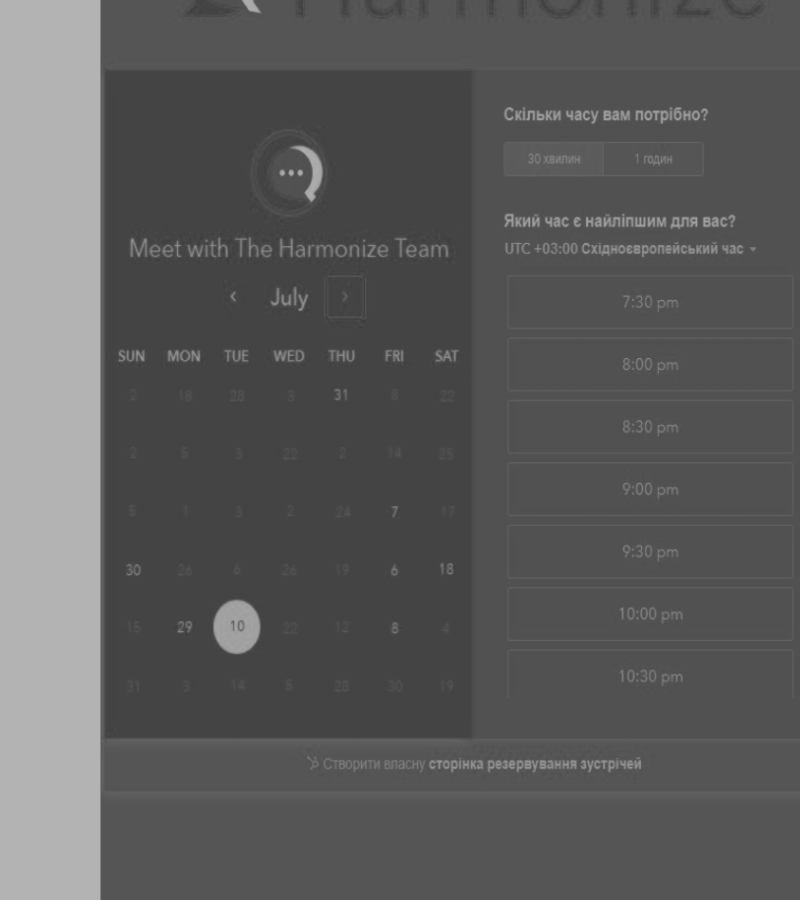 Harmonize
Meet with The Harmonize Team
‹ July ›
SUN MON TUE WED THU FRI SAT
2 18 28 3 31 8 22
2 5 3 22 2 14 25
5 1 3 2 24 7 17
30 26 6 26 19 6 18
15 29 10 22 12 8 4
31 3 14 5 28 30 19
Скільки часу вам потрібно?
30 хвилин 1 годин
Який час є найліпшим для вас?
UTC +03:00 Східноєвропейський час
7:30 pm
8:00 pm
8:30 pm
9:00 pm
9:30 pm
10:00 pm
10:30 pm
Створити власну сторінка резервування зустрічей